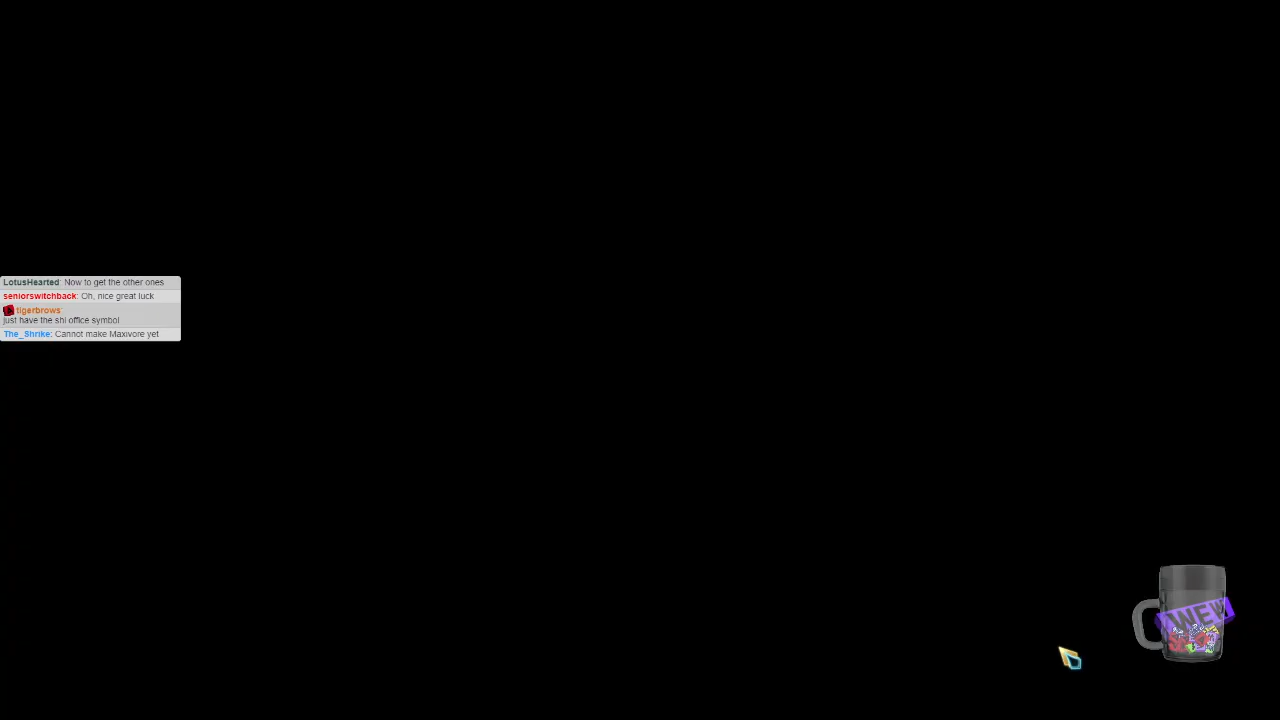 LotusHearted: Now to get the other ones
seniorswitchback: Oh, nice great luck
tigerbrows:
just have the shi office symbol
The_Shrike: Cannot make Maxivore yet
WEW